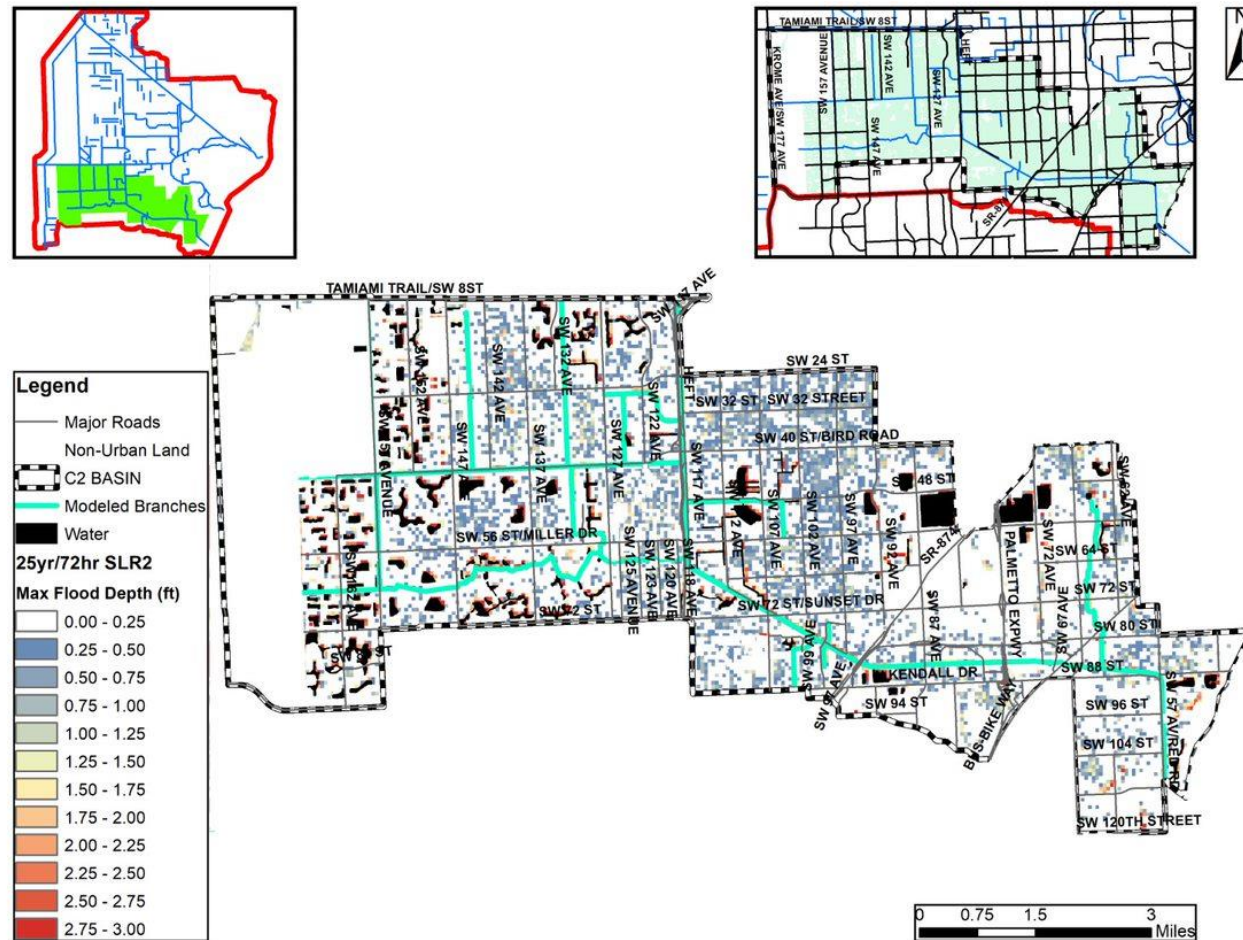 TAMIAMI TRAIL/SW 8ST
HEFT
KROME AVE/SW 177 AVE
SW 157 AVENUE
SW 142 AVE
SW 127 AVE
SW 147 AVE
SR-874
N
TAMIAMI TRAIL/SW 8ST
SW 152 AVE
SW 142 AVE
SW 132 AVE
HEFT
SW 24 ST
SW 122 AVE
SW 32 ST
SW 32 STREET
SW 40 ST/BIRD ROAD
SW 147 AVE
SW 137 AVE
SW 127 AVE
SW 117 AVE
SW 107 AVE
SW 102 AVE
SW 97 AVE
SW 92 AVE
48 ST
SW 56 ST/MILLER DR
SW 125 AVENUE
SW 123 AVE
SW 120 AVE
SW 118 AVE
SR-874
PALMETO EXPWY
SW 72 AVE
SW 64 ST
SW 72 ST
SW 72 ST/SUNSET DR
SW 80 ST
SW 87 AVE
SW 99 AVE
SW 88 ST
KENDALL DR
SW 94 ST
SW 96 ST
SW 104 ST
SW 57 AV/RED RD
SW 120TH STREET
Legend
Major Roads
Non-Urban Land
C2 BASIN
Modeled Branches
Water
25yr/72hr SLR2
Max Flood Depth (ft)
0.00 - 0.25
0.25 - 0.50
0.50 - 0.75
0.75 - 1.00
1.00 - 1.25
1.25 - 1.50
1.50 - 1.75
1.75 - 2.00
2.00 - 2.25
2.25 - 2.50
2.50 - 2.75
2.75 - 3.00
0 0.75 1.5 3
Miles